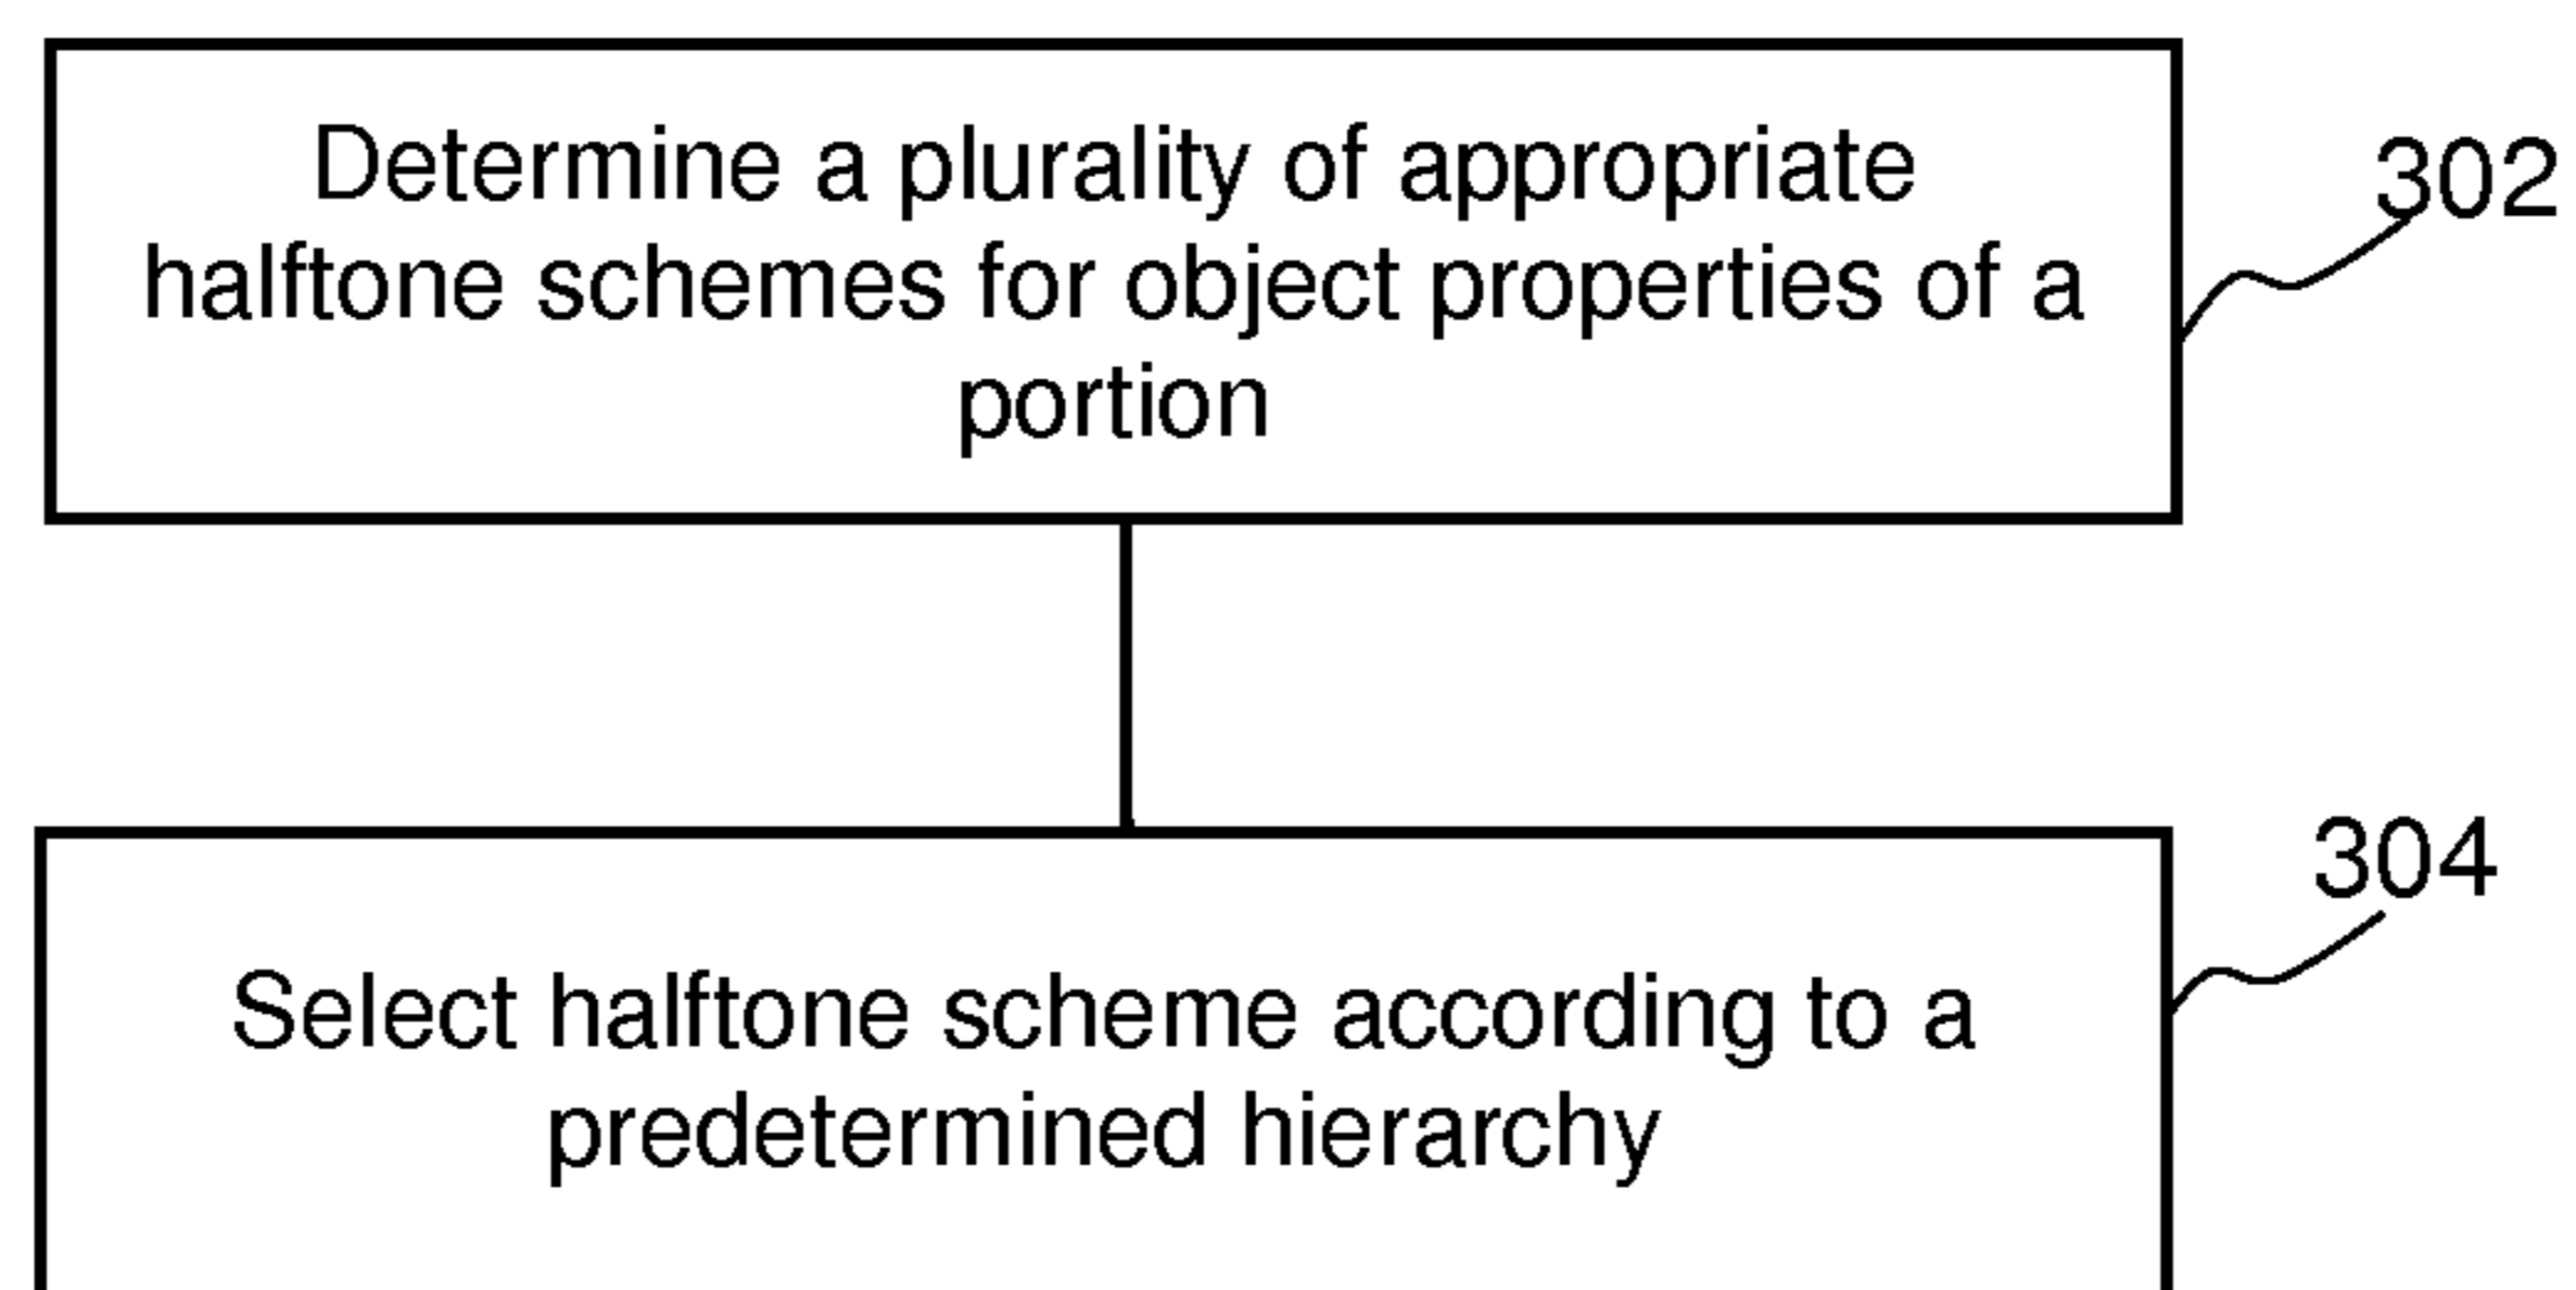 Determine a plurality of appropriate
halftone schemes for object properties of a
portion
302
304
Select halftone scheme according to a
predetermined hierarchy